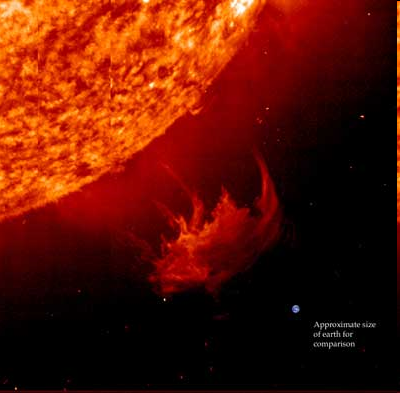 Approximate size
of earth for
comparison